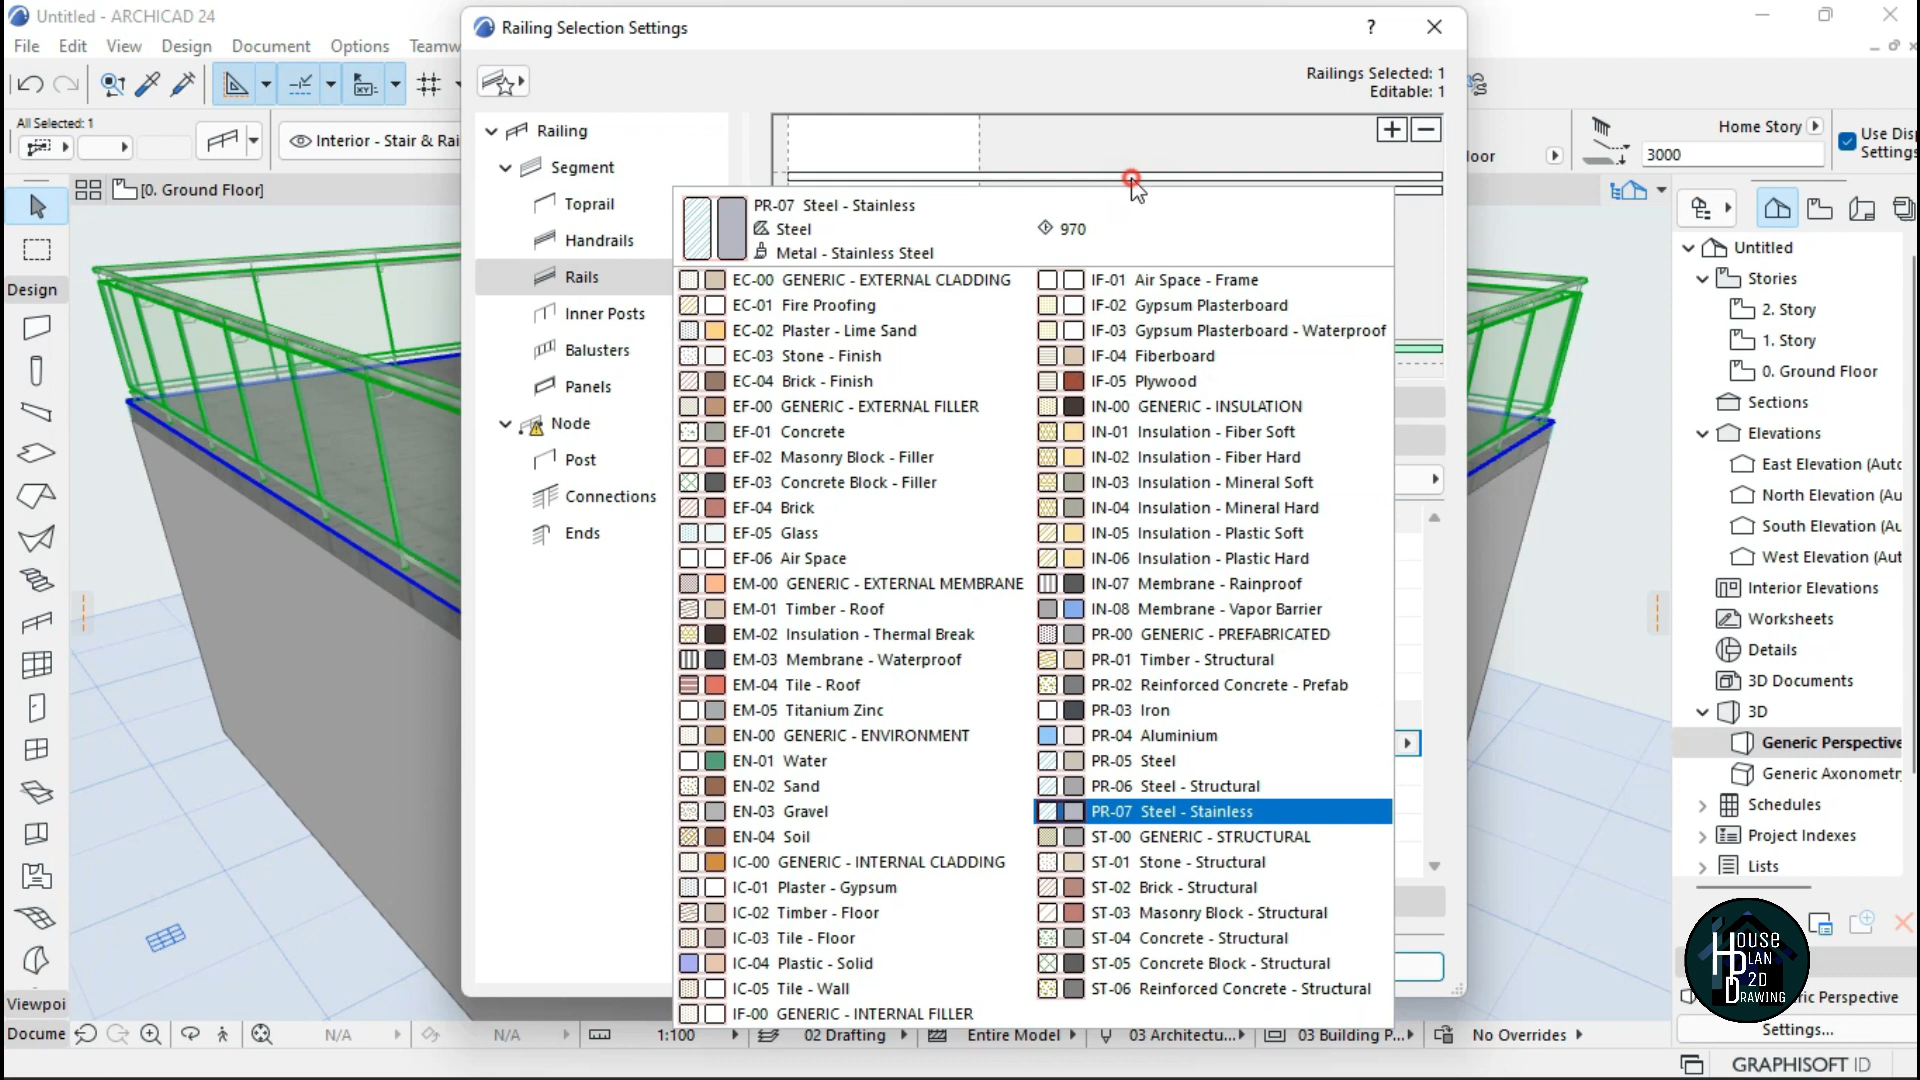 Untitled - ARCHICAD 24
File Edit View Design Document Options Teamw
All Selected: 1
Interior - Stair & Rai
[0. Ground Floor]
Design
Viewpoi
Docume
Railing Selection Settings
?
Railings Selected: 1
Editable: 1
Railing
Segment
Toprail
Handrails
Rails
Inner Posts
Balusters
Panels
Node
Post
Connections
Ends
PR-07 Steel - Stainless
Steel
970
Metal - Stainless Steel
EC-00 GENERIC - EXTERNAL CLADDING
EC-01 Fire Proofing
EC-02 Plaster - Lime Sand
EC-03 Stone - Finish
EC-04 Brick - Finish
EF-00 GENERIC - EXTERNAL FILLER
EF-01 Concrete
EF-02 Masonry Block - Filler
EF-03 Concrete Block - Filler
EF-04 Brick
EF-05 Glass
EF-06 Air Space
EM-00 GENERIC - EXTERNAL MEMBRANE
EM-01 Timber - Roof
EM-02 Insulation - Thermal Break
EM-03 Membrane - Waterproof
EM-04 Tile - Roof
EM-05 Titanium Zinc
EN-00 GENERIC - ENVIRONMENT
EN-01 Water
EN-02 Sand
EN-03 Gravel
EN-04 Soil
IC-00 GENERIC - INTERNAL CLADDING
IC-01 Plaster - Gypsum
IC-02 Timber - Floor
IC-03 Tile - Floor
IC-04 Plastic - Solid
IC-05 Tile - Wall
IF-00 GENERIC - INTERNAL FILLER
IF-01 Air Space - Frame
IF-02 Gypsum Plasterboard
IF-03 Gypsum Plasterboard - Waterproof
IF-04 Fiberboard
IF-05 Plywood
IN-00 GENERIC - INSULATION
IN-01 Insulation - Fiber Soft
IN-02 Insulation - Fiber Hard
IN-03 Insulation - Mineral Soft
IN-04 Insulation - Mineral Hard
IN-05 Insulation - Plastic Soft
IN-06 Insulation - Plastic Hard
IN-07 Membrane - Rainproof
IN-08 Membrane - Vapor Barrier
PR-00 GENERIC - PREFABRICATED
PR-01 Timber - Structural
PR-02 Reinforced Concrete - Prefab
PR-03 Iron
PR-04 Aluminium
PR-05 Steel
PR-06 Steel - Structural
PR-07 Steel - Stainless
ST-00 GENERIC - STRUCTURAL
ST-01 Stone - Structural
ST-02 Brick - Structural
ST-03 Masonry Block - Structural
ST-04 Concrete - Structural
ST-05 Concrete Block - Structural
ST-06 Reinforced Concrete - Structural
loor
Home Story
3000
Use Disp
Settings
Untitled
Stories
2. Story
1. Story
0. Ground Floor
Sections
Elevations
East Elevation (Auto
North Elevation (Au
South Elevation (Au
West Elevation (Aut
Interior Elevations
Worksheets
Details
3D Documents
3D
Generic Perspective
Generic Axonometr
Schedules
Project Indexes
Lists
House
Plan
2D
Drawing
ric Perspective
Settings...
N/A N/A 1:100 02 Drafting Entire Model 03 Architectu... 03 Building P... No Overrides
GRAPHISOFT ID